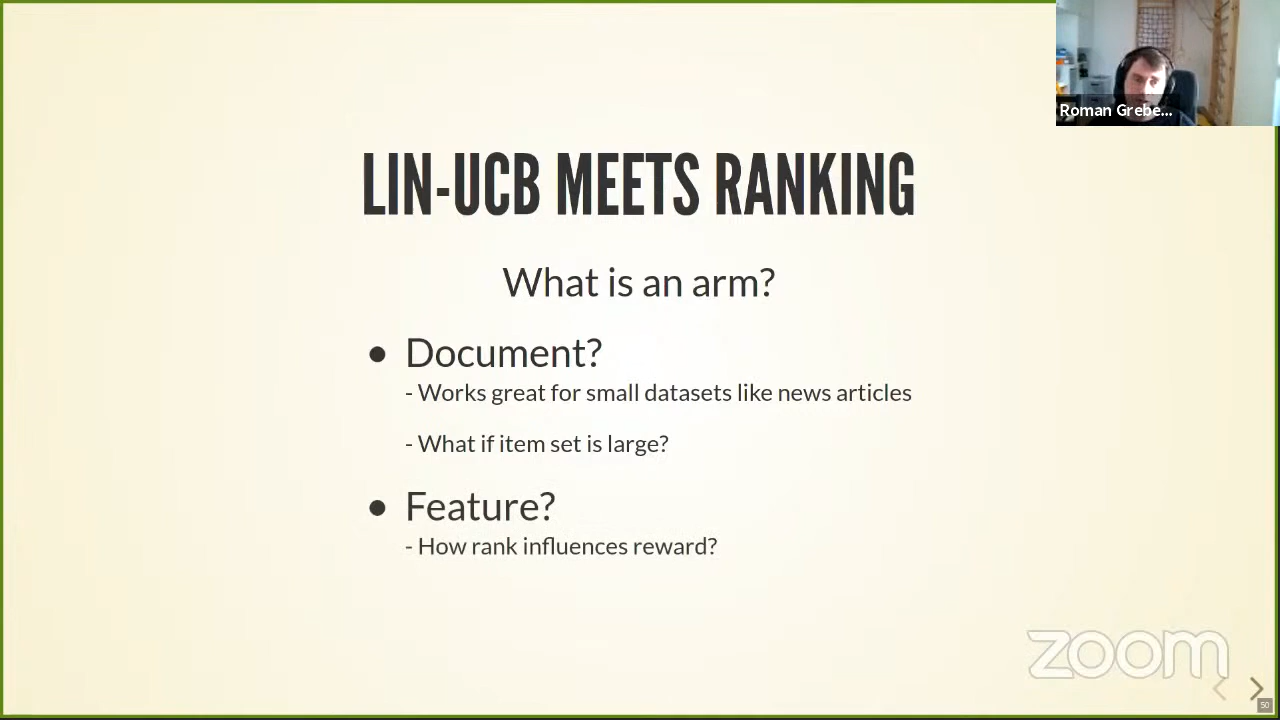 Roman Grebe...
LIN-UCB MEETS RANKING
What is an arm?
● Document?
- Works great for small datasets like news articles
- What if item set is large?
● Feature?
- How rank influences reward?
zoom
50